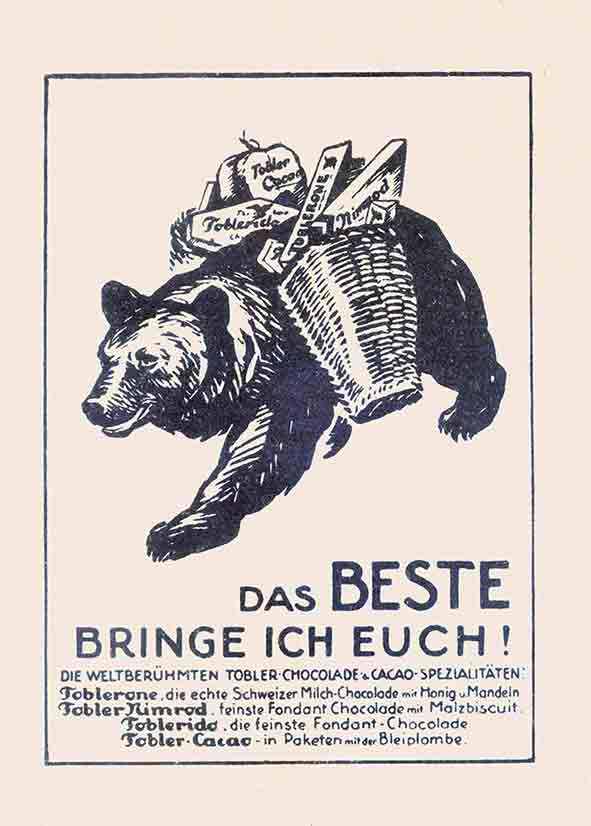 Tobler
Cacao
Toblerido
TOBLERONE
Nimrod
DAS BESTE
BRINGE ICH EUCH!
DIE WELTBERÜHMTEN TOBLER-CHOCOLADE & CACAO-SPEZIALITÄTEN:
Toblerone, die echte Schweizer Milch-Chocolade mit Honig u. Mandeln
Tobler Nimrod, feinste Fondant Chocolade mit Malzbiscuit.
Toblerido, die feinste Fondant-Chocolade
Tobler-Cacao - in Paketen mit der Bleiplombe.